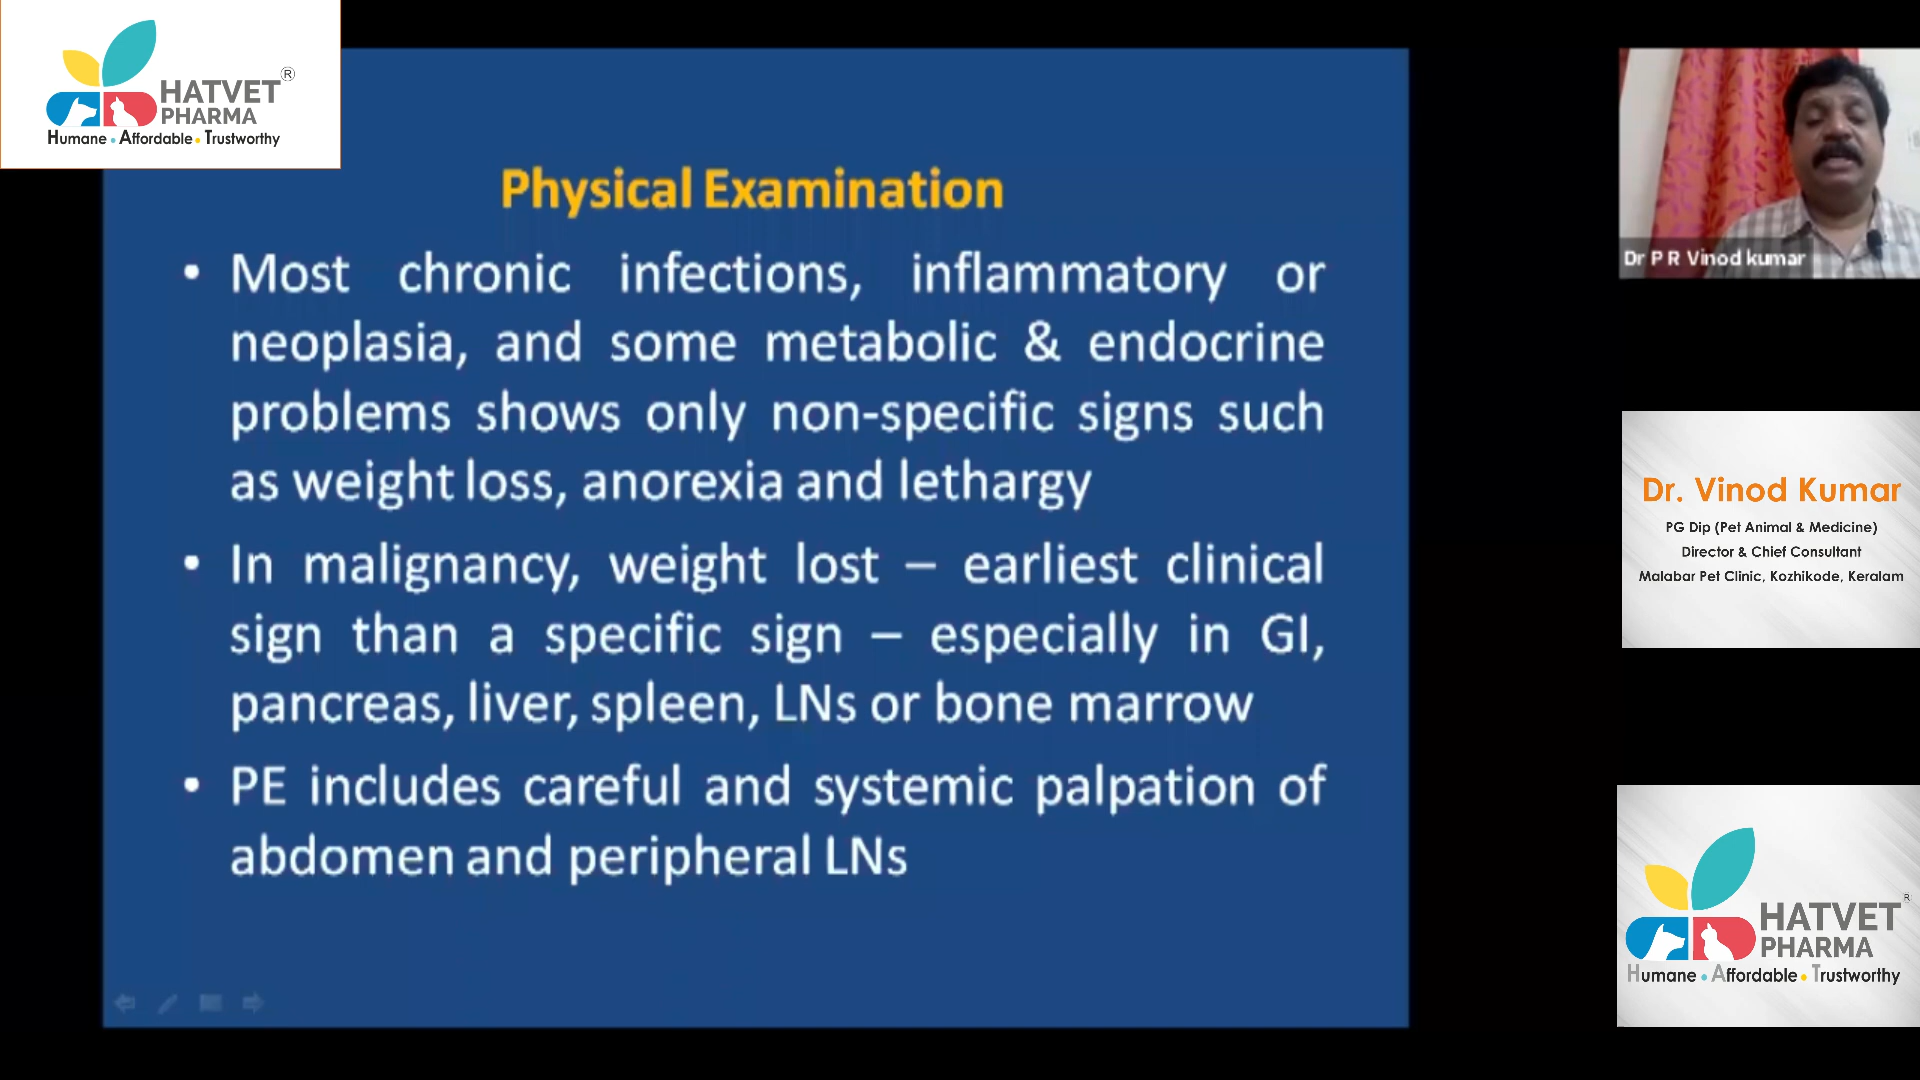 HATVET ®
PHARMA
Humane • Affordable • Trustworthy
Physical Examination
• Most chronic infections, inflammatory or
neoplasia, and some metabolic & endocrine
problems shows only non-specific signs such
as weight loss, anorexia and lethargy
• In malignancy, weight lost – earliest clinical
sign than a specific sign – especially in GI,
pancreas, liver, spleen, LNs or bone marrow
• PE includes careful and systemic palpation of
abdomen and peripheral LNs
Dr P R Vinod kumar
Dr. Vinod Kumar
PG Dip (Pet Animal & Medicine)
Director & Chief Consultant
Malabar Pet Clinic, Kozhikode, Keralam
HATVET ®
PHARMA
Humane • Affordable • Trustworthy